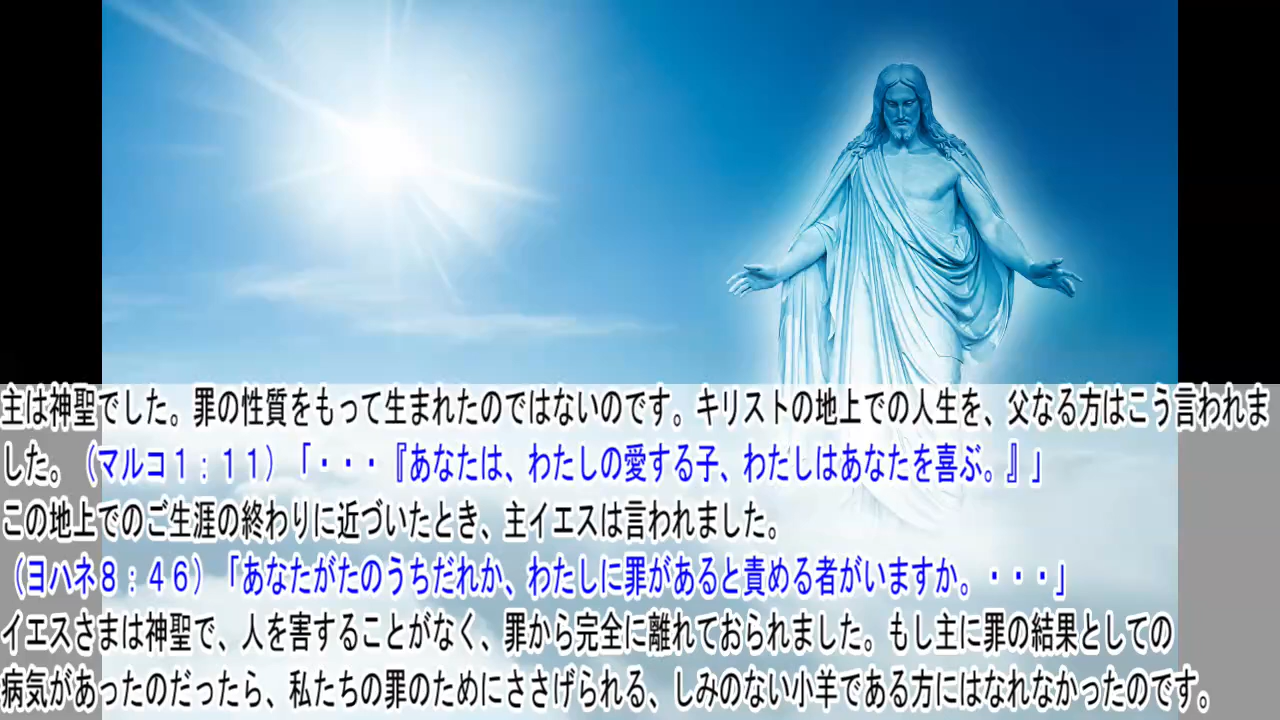 主は神聖でした。罪の性質をもって生まれたのではないのです。キリストの地上での人生を、父なる方はこう言われま
した。（マルコ１：１１）「・・・『あなたは、わたしの愛する子、わたしはあなたを喜ぶ。』」
この地上でのご生涯の終わりに近づいたとき、主イエスは言われました。
（ヨハネ８：４６）「あなたがたのうちだれか、わたしに罪があると責める者がいますか。・・・」
イエスさまは神聖で、人を害することがなく、罪から完全に離れておられました。もし主に罪の結果としての
病気があったのだったら、私たちの罪のためにささげられる、しみのない小羊である方にはなれなかったのです。